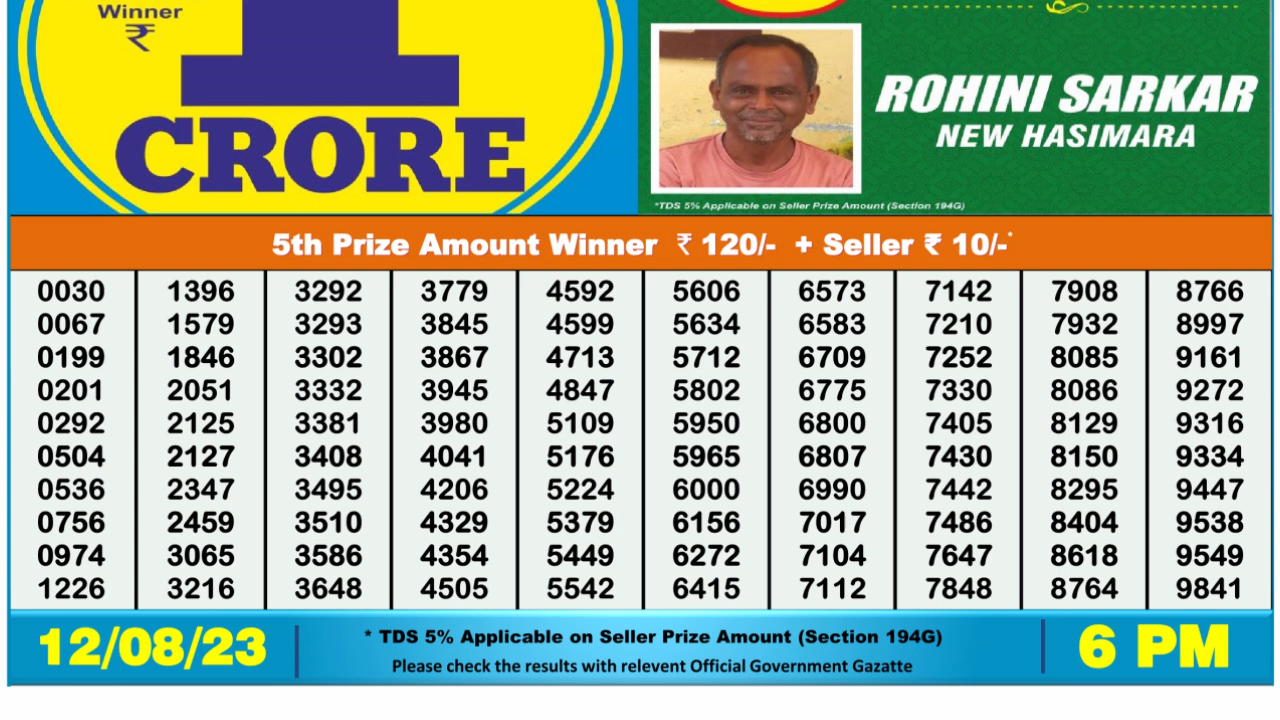 Winner
₹
1
CRORE
ROHINI SARKAR
NEW HASIMARA
*TDS 5% Applicable on Seller Prize Amount (Section 194G)
5th Prize Amount Winner ₹ 120/- + Seller ₹ 10/-*
0030 1396 3292 3779 4592 5606 6573 7142 7908 8766
0067 1579 3293 3845 4599 5634 6583 7210 7932 8997
0199 1846 3302 3867 4713 5712 6709 7252 8085 9161
0201 2051 3332 3945 4847 5802 6775 7330 8086 9272
0292 2125 3381 3980 5109 5950 6800 7405 8129 9316
0504 2127 3408 4041 5176 5965 6807 7430 8150 9334
0536 2347 3495 4206 5224 6000 6990 7442 8295 9447
0756 2459 3510 4329 5379 6156 7017 7486 8404 9538
0974 3065 3586 4354 5449 6272 7104 7647 8618 9549
1226 3216 3648 4505 5542 6415 7112 7848 8764 9841
12/08/23
* TDS 5% Applicable on Seller Prize Amount (Section 194G)
Please check the results with relevent Official Government Gazatte
6 PM